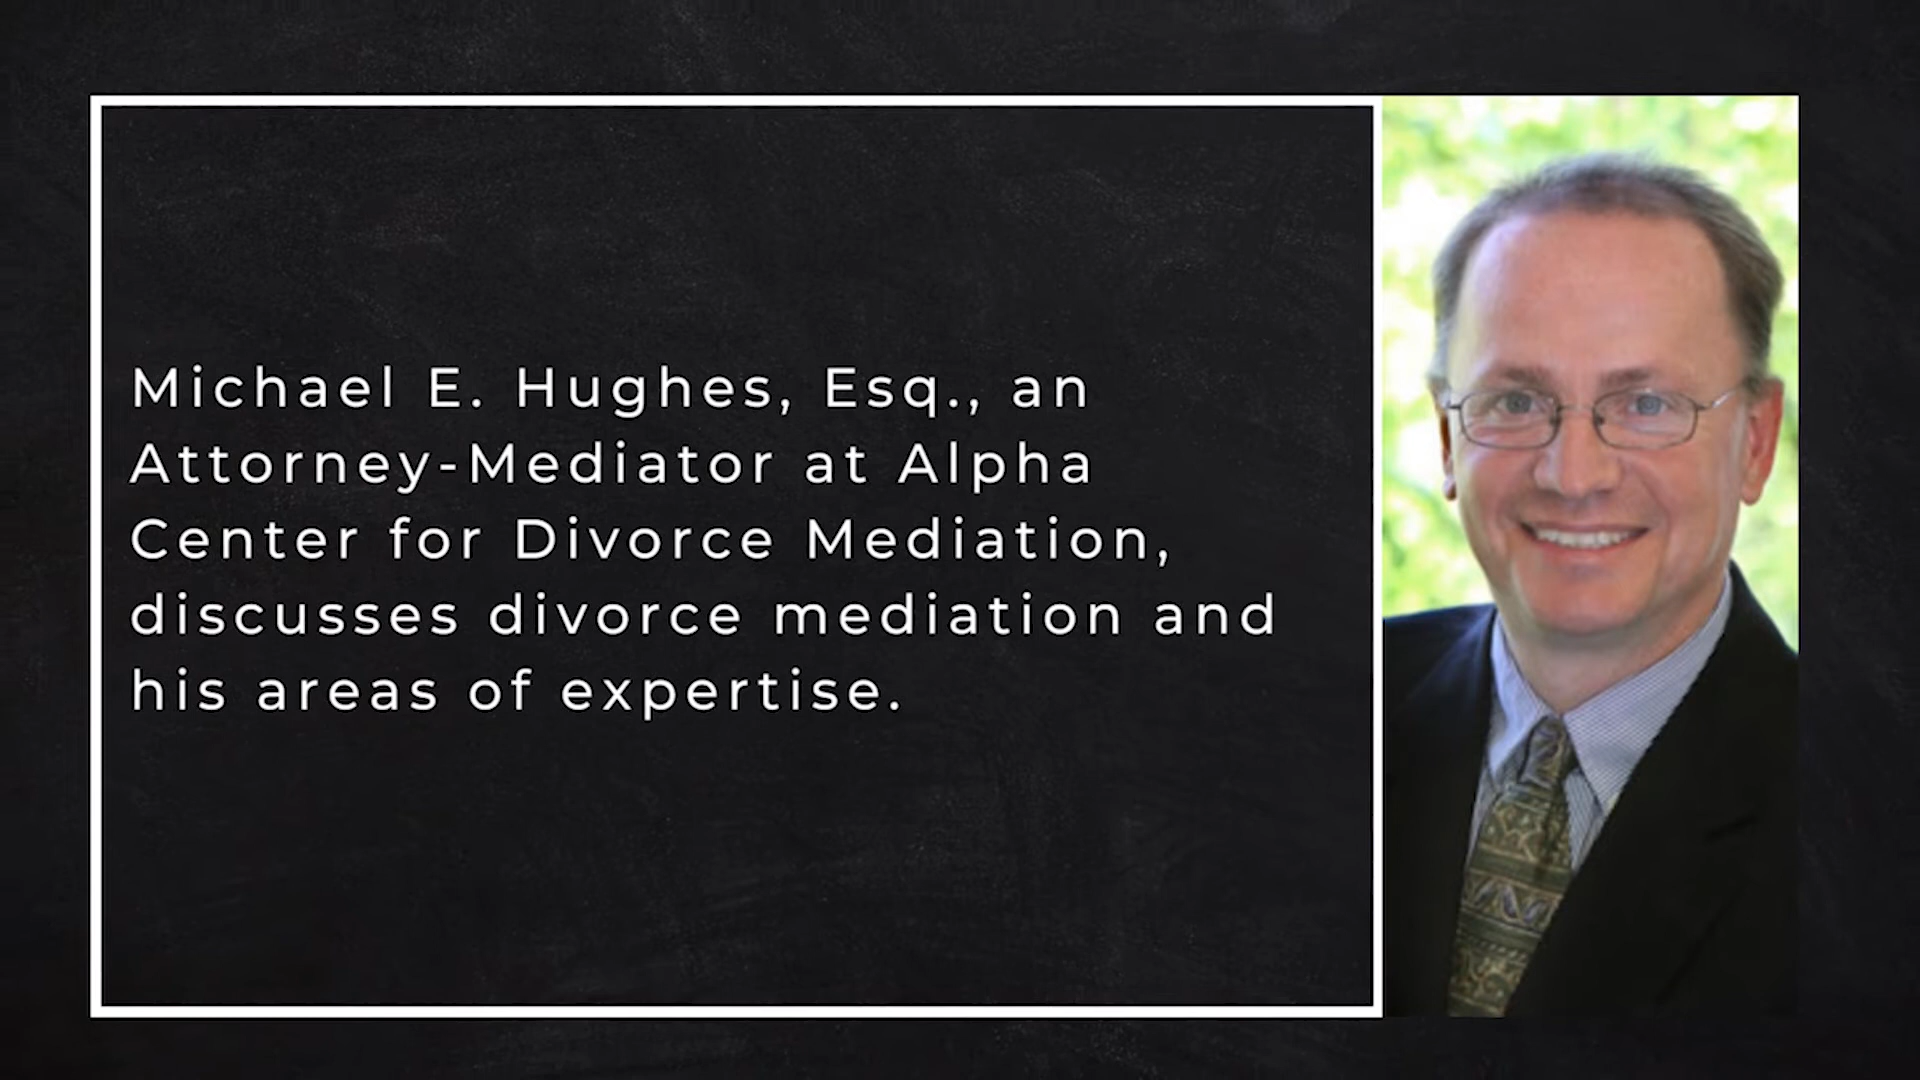 Michael E. Hughes, Esq., an
Attorney-Mediator at Alpha
Center for Divorce Mediation,
discusses divorce mediation and
his areas of expertise.